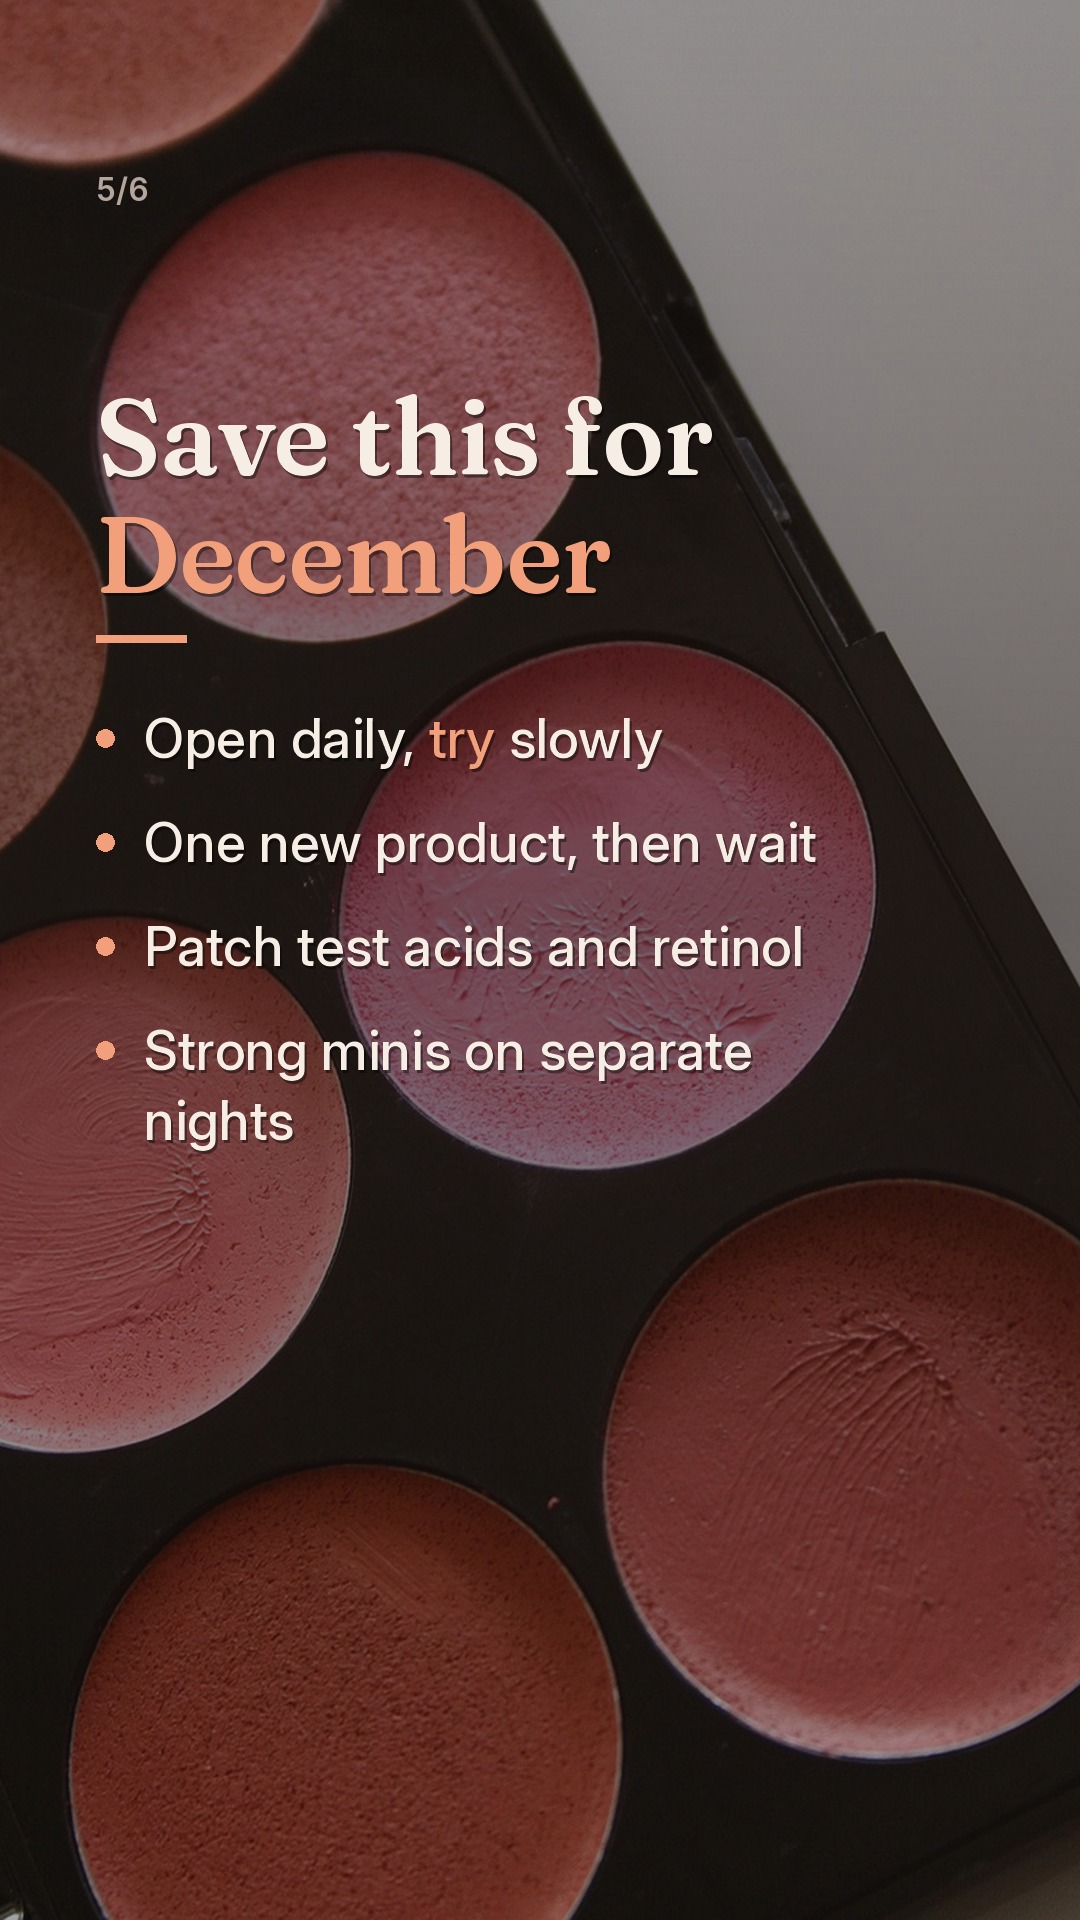 5/6
Save this for
December
• Open daily, try slowly
• One new product, then wait
• Patch test acids and retinol
• Strong minis on separate
nights